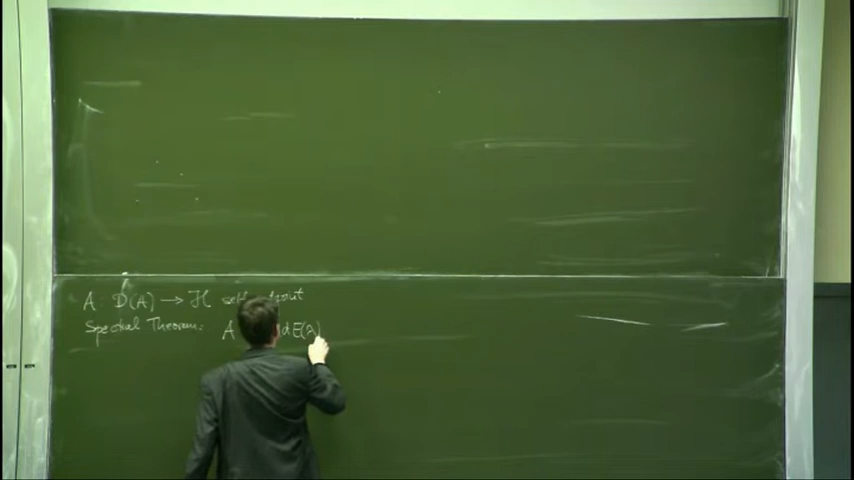 A: D(A) → H self adjoint
Spectral Theorem: A dE(λ)